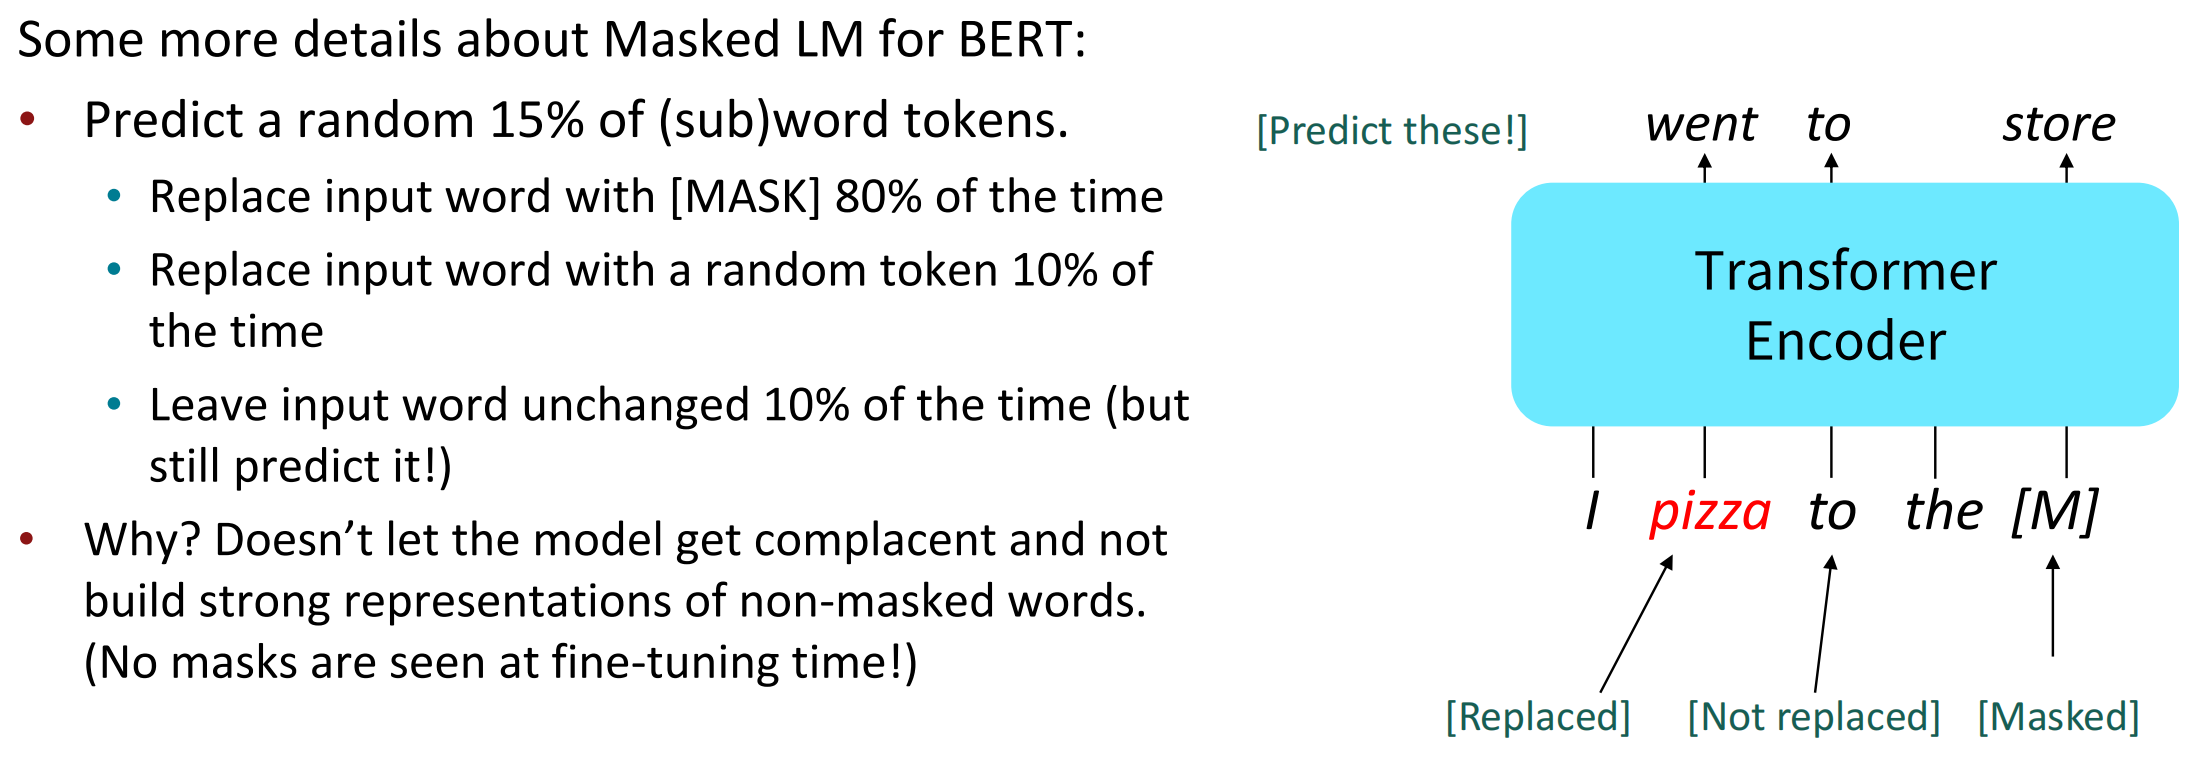 Some more details about Masked LM for BERT:
• Predict a random 15% of (sub)word tokens.
• Replace input word with [MASK] 80% of the time
• Replace input word with a random token 10% of
the time
• Leave input word unchanged 10% of the time (but
still predict it!)
• Why? Doesn’t let the model get complacent and not
build strong representations of non-masked words.
(No masks are seen at fine-tuning time!)
[Predict these!] went to store
Transformer
Encoder
I pizza to the [M]
[Replaced] [Not replaced] [Masked]